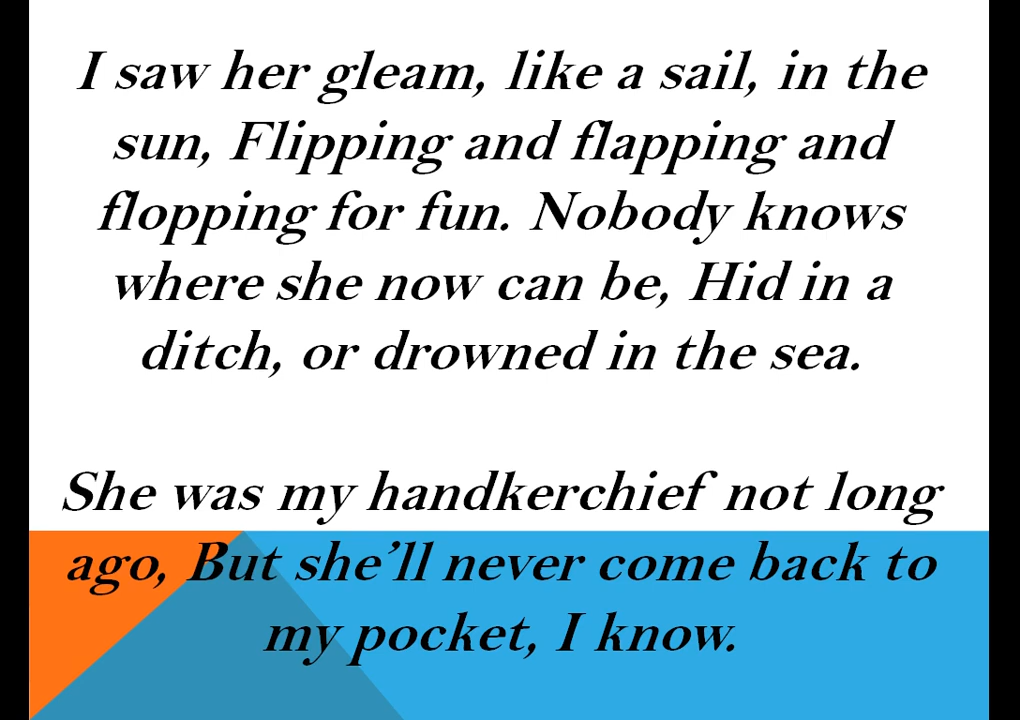 I saw her gleam, like a sail, in the
sun, Flipping and flapping and
flopping for fun. Nobody knows
where she now can be, Hid in a
ditch, or drowned in the sea.
She was my handkerchief not long
ago, But she’ll never come back to
my pocket, I know.